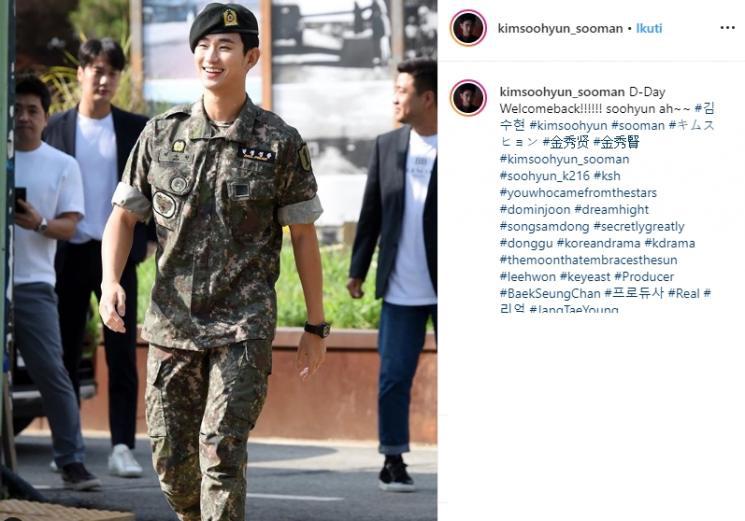 kimsoohyun_sooman • Ikuti
kimsoohyun_sooman D-Day
Welcomeback!!!!!! soohyun ah~~ #김
수현 #kimsoohyun #sooman #キムス
ヒョン #金秀贤 #金秀賢
#kimsoohyun_sooman
#soohyun_k216 #ksh
#youwhocamefromthestars
#dominjoon #dreamhight
#songsamdong #secretlygreatly
#donggu #koreandrama #kdrama
#themoonthatembracesthesun
#leehwon #keyeast #Producer
#BaekSeungChan #프로듀사 #Real #
리얼 #JangTaeYoung